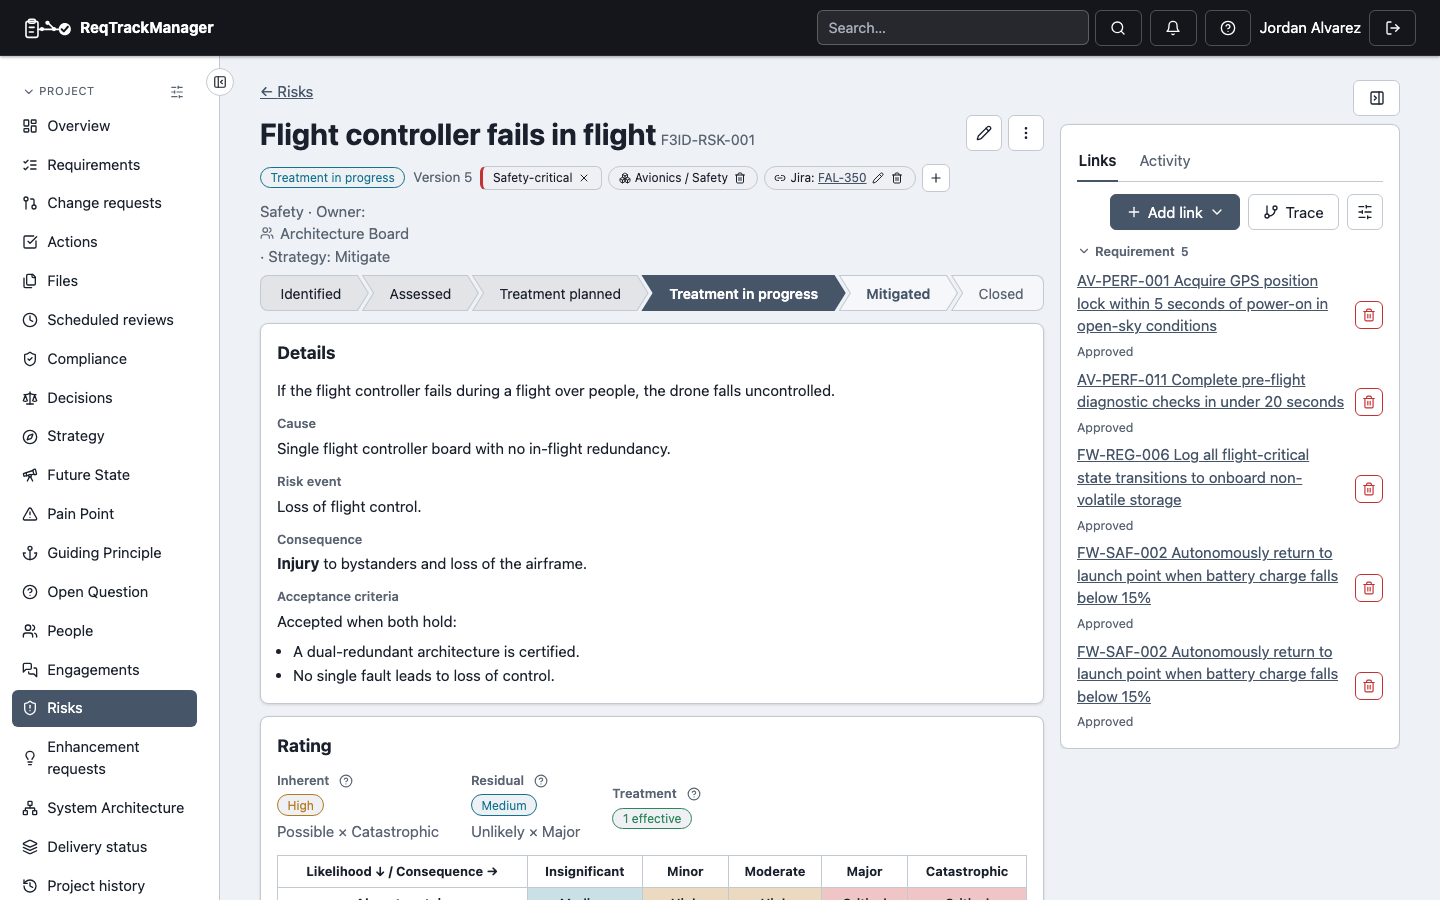 ReqTrackManager
Search...
Jordan Alvarez
PROJECT
Overview
Requirements
Change requests
Actions
Files
Scheduled reviews
Compliance
Decisions
Strategy
Future State
Pain Point
Guiding Principle
Open Question
People
Engagements
Risks
Enhancement
requests
System Architecture
Delivery status
Project history
← Risks
Flight controller fails in flight F3ID-RSK-001
Treatment in progress Version 5 Safety-critical × Avionics / Safety Jira: FAL-350
Safety · Owner:
Architecture Board
· Strategy: Mitigate
Identified Assessed Treatment planned Treatment in progress Mitigated Closed
Details
If the flight controller fails during a flight over people, the drone falls uncontrolled.
Cause
Single flight controller board with no in-flight redundancy.
Risk event
Loss of flight control.
Consequence
Injury to bystanders and loss of the airframe.
Acceptance criteria
Accepted when both hold:
• A dual-redundant architecture is certified.
• No single fault leads to loss of control.
Rating
Inherent
High
Possible × Catastrophic
Residual
Medium
Unlikely × Major
Treatment
1 effective
Likelihood ↓ / Consequence → Insignificant Minor Moderate Major Catastrophic
Links Activity
+ Add link Trace
Requirement 5
AV-PERF-001 Acquire GPS position
lock within 5 seconds of power-on in
open-sky conditions
Approved
AV-PERF-011 Complete pre-flight
diagnostic checks in under 20 seconds
Approved
FW-REG-006 Log all flight-critical
state transitions to onboard non-
volatile storage
Approved
FW-SAF-002 Autonomously return to
launch point when battery charge falls
below 15%
Approved
FW-SAF-002 Autonomously return to
launch point when battery charge falls
below 15%
Approved